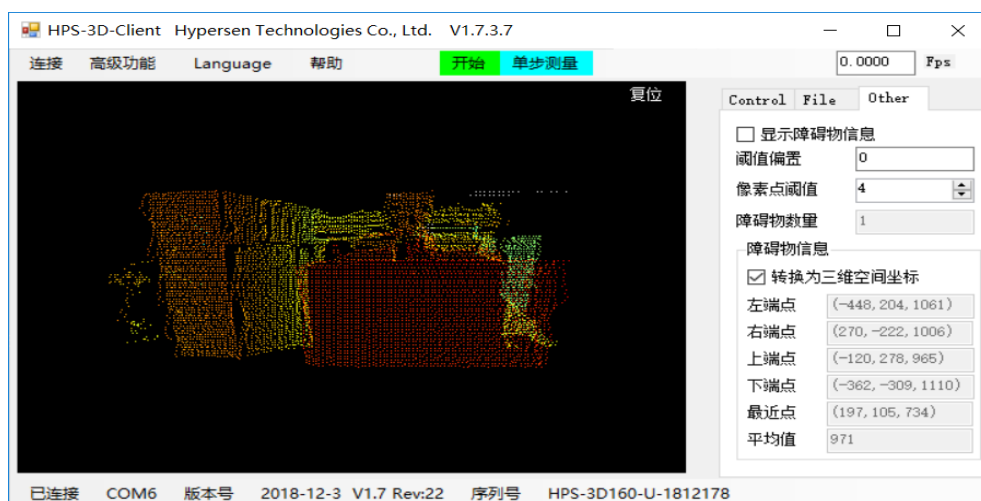 HPS-3D-Client Hypersen Technologies Co., Ltd. V1.7.3.7
连接 高级功能 Language 帮助 开始 单步测量 0.0000 Fps
复位
Control File Other
显示障碍物信息
阈值偏置 0
像素点阈值 4
障碍物数量 1
障碍物信息
转换为三维空间坐标
左端点 (-448, 204, 1061)
右端点 (270, -222, 1006)
上端点 (-120, 278, 965)
下端点 (-362, -309, 1110)
最近点 (197, 105, 734)
平均值 971
已连接 COM6 版本号 2018-12-3 V1.7 Rev:22 序列号 HPS-3D160-U-1812178